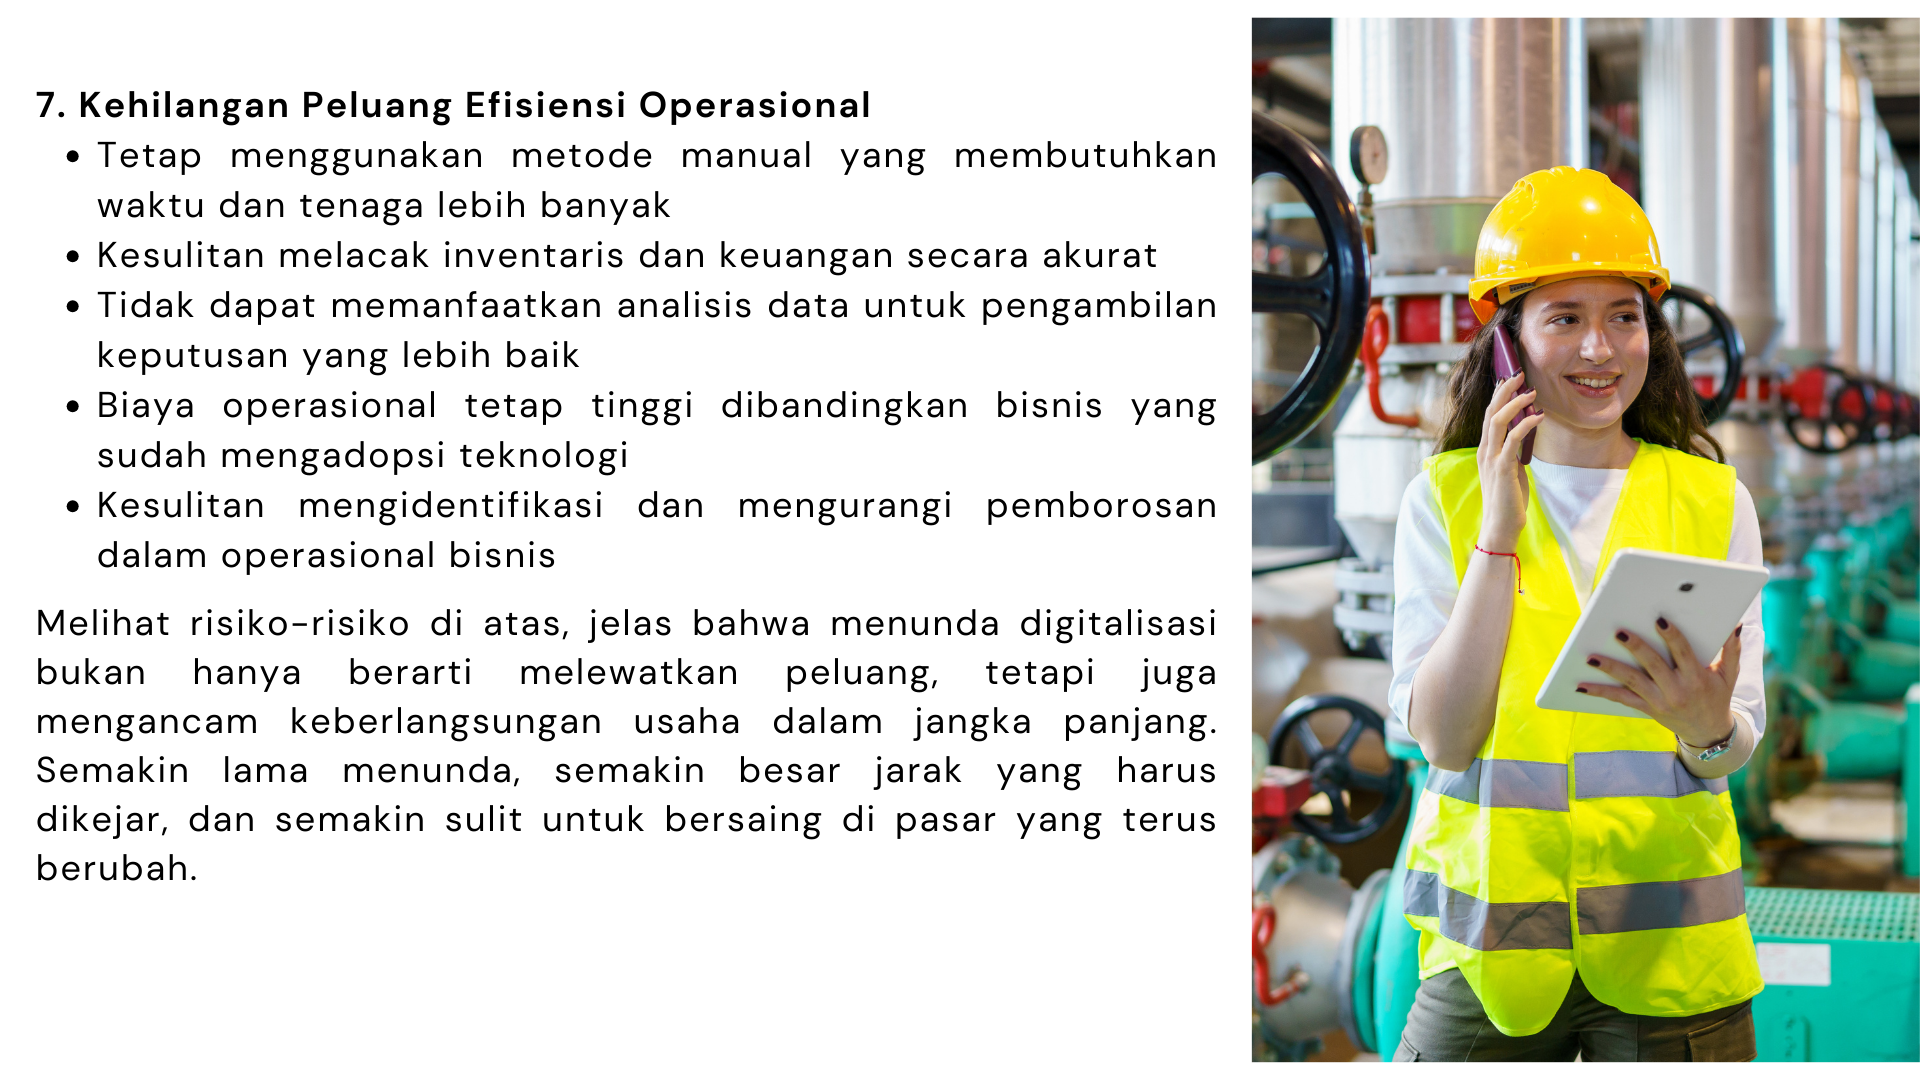 7. Kehilangan Peluang Efisiensi Operasional
• Tetap menggunakan metode manual yang membutuhkan
waktu dan tenaga lebih banyak
• Kesulitan melacak inventaris dan keuangan secara akurat
• Tidak dapat memanfaatkan analisis data untuk pengambilan
keputusan yang lebih baik
• Biaya operasional tetap tinggi dibandingkan bisnis yang
sudah mengadopsi teknologi
• Kesulitan mengidentifikasi dan mengurangi pemborosan
dalam operasional bisnis
Melihat risiko-risiko di atas, jelas bahwa menunda digitalisasi
bukan hanya berarti melewatkan peluang, tetapi juga
mengancam keberlangsungan usaha dalam jangka panjang.
Semakin lama menunda, semakin besar jarak yang harus
dikejar, dan semakin sulit untuk bersaing di pasar yang terus
berubah.